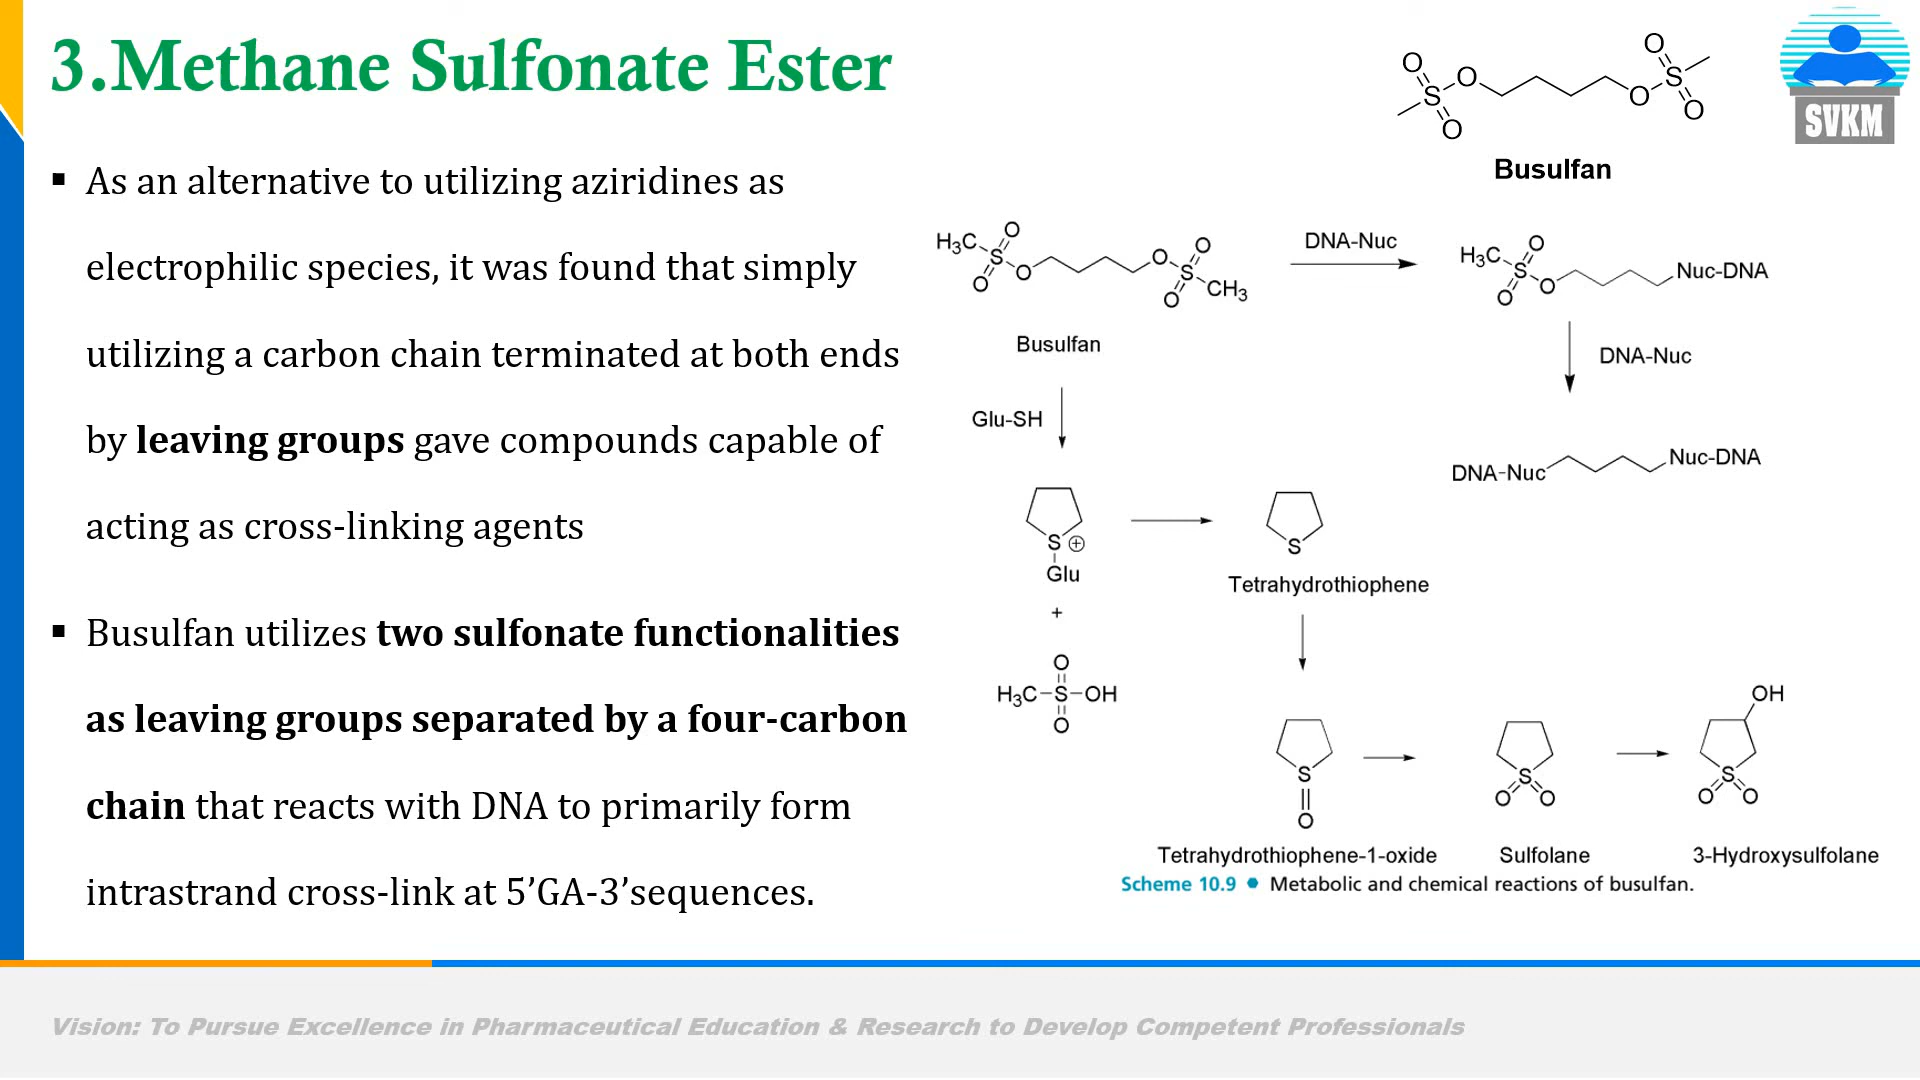 3.Methane Sulfonate Ester
▪ As an alternative to utilizing aziridines as
electrophilic species, it was found that simply
utilizing a carbon chain terminated at both ends
by leaving groups gave compounds capable of
acting as cross-linking agents
▪ Busulfan utilizes two sulfonate functionalities
as leaving groups separated by a four-carbon
chain that reacts with DNA to primarily form
intrastrand cross-link at 5’GA-3’sequences.
O
O
S
O
O
O
S
O
O
O
Busulfan
SVKM
H3C
O
S
O
O
O
O
S
O
CH3
Busulfan
DNA-Nuc
H3C
O
S
O
O
Nuc-DNA
DNA-Nuc
DNA-Nuc
Nuc-DNA
Glu-SH
S ⊕
Glu
+
O
H3C-S-OH
O
S
Tetrahydrothiophene
S
O
Tetrahydrothiophene-1-oxide
S
O O
Sulfolane
OH
S
O O
3-Hydroxysulfolane
Scheme 10.9 ⬢ Metabolic and chemical reactions of busulfan.
Vision: To Pursue Excellence in Pharmaceutical Education & Research to Develop Competent Professionals